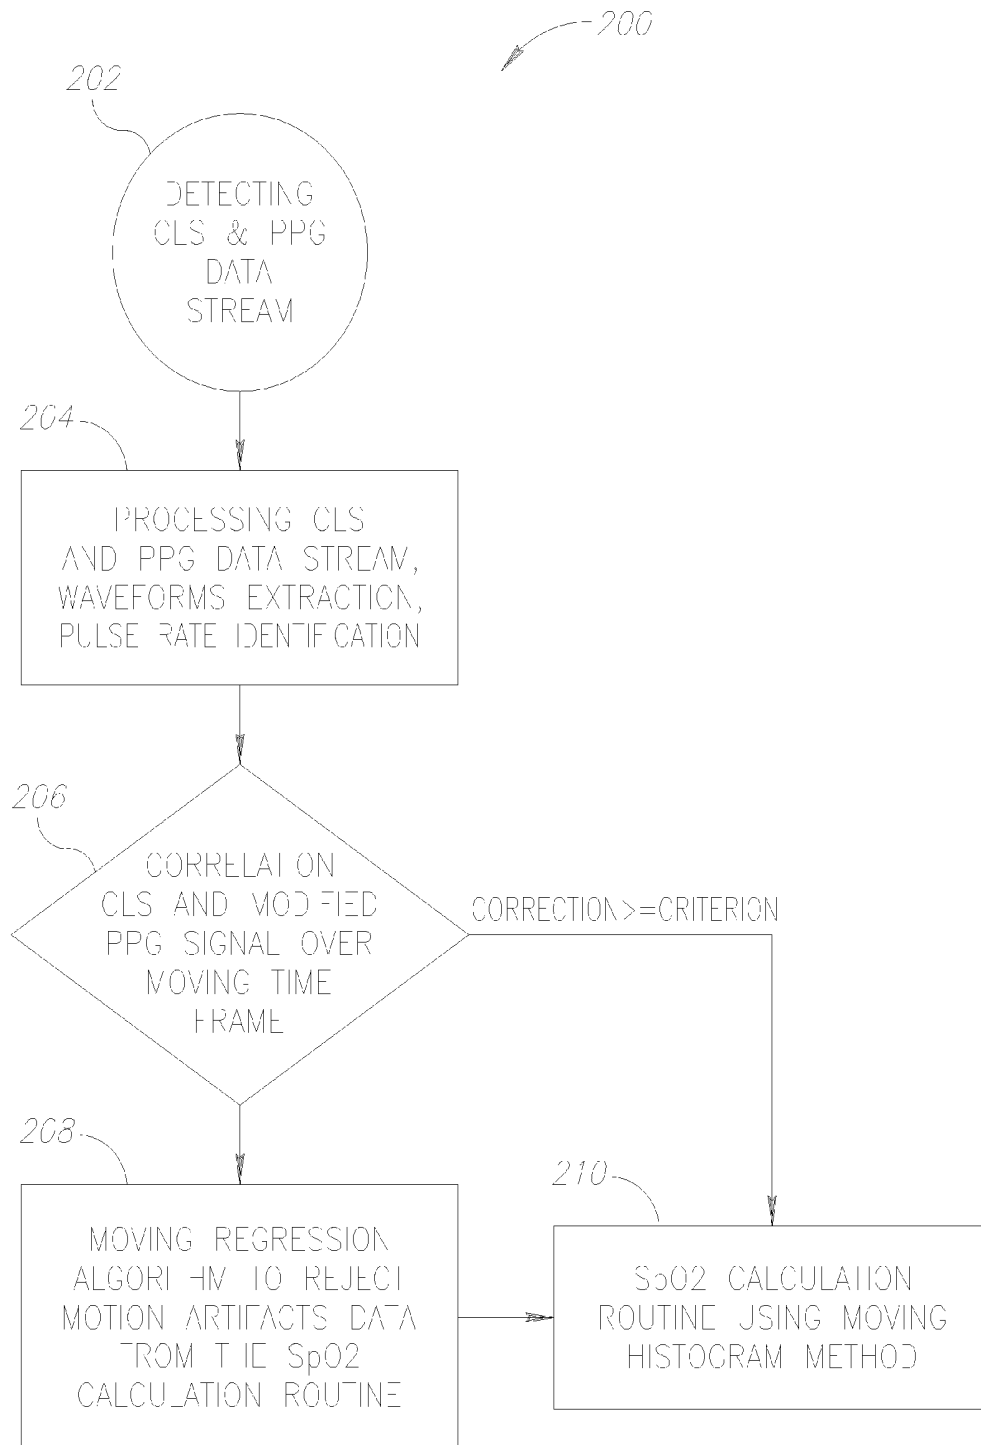 200
202
DETECTING
CLS & PPG
DATA
STREAM
204
PROCESSING CLS
AND PPG DATA STREAM,
WAVEFORMS EXTRACTION,
PULSE RATE IDENTIFICATION
206
CORRELATION
CLS AND MODIFIED
PPG SIGNAL OVER
MOVING TIME
FRAME
CORRECTION>=CRITERION
208
MOVING REGRESSION
ALGORITHM TO REJECT
MOTION ARTIFACTS DATA
FROM THE SpO2
CALCULATION ROUTINE
210
SpO2 CALCULATION
ROUTINE USING MOVING
HISTOGRAM METHOD